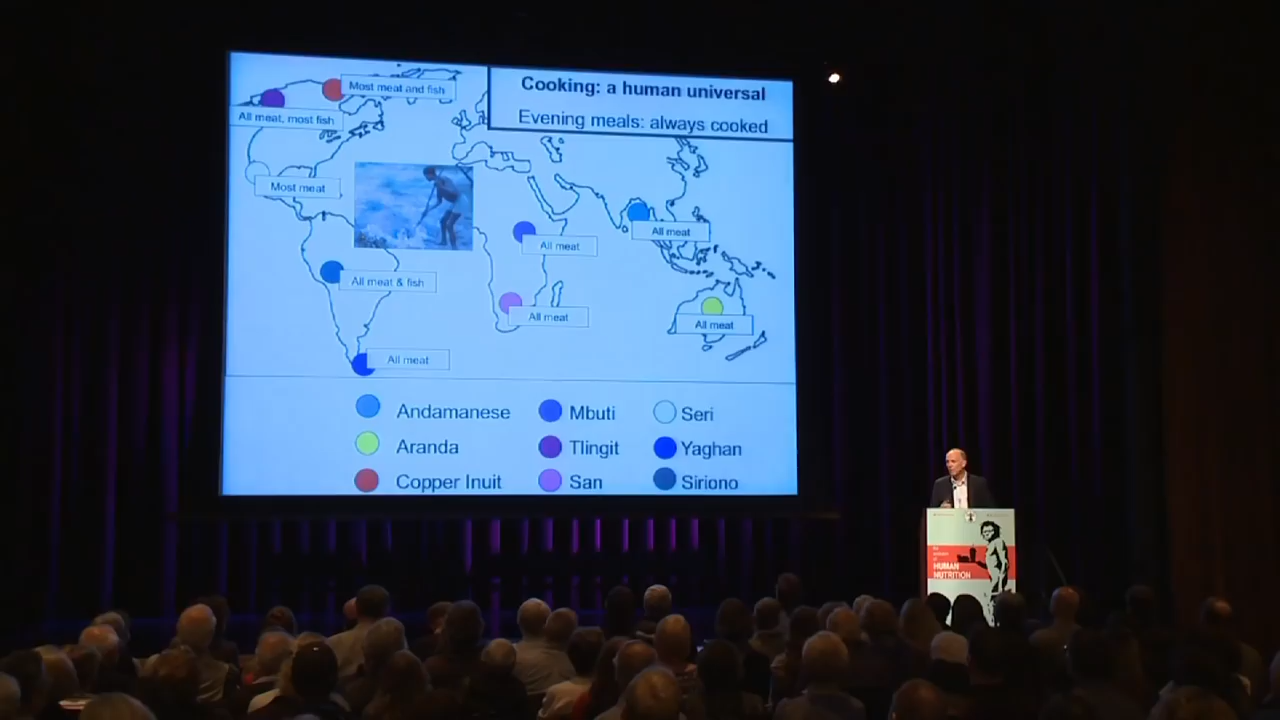 Cooking: a human universal
Evening meals: always cooked
Most meat and fish
All meat, most fish
Most meat
All meat
All meat
All meat & fish
All meat
All meat
All meat
Andamanese
Mbuti
Seri
Aranda
Tlingit
Yaghan
Copper Inuit
San
Siriono
HUMAN
NUTRITION